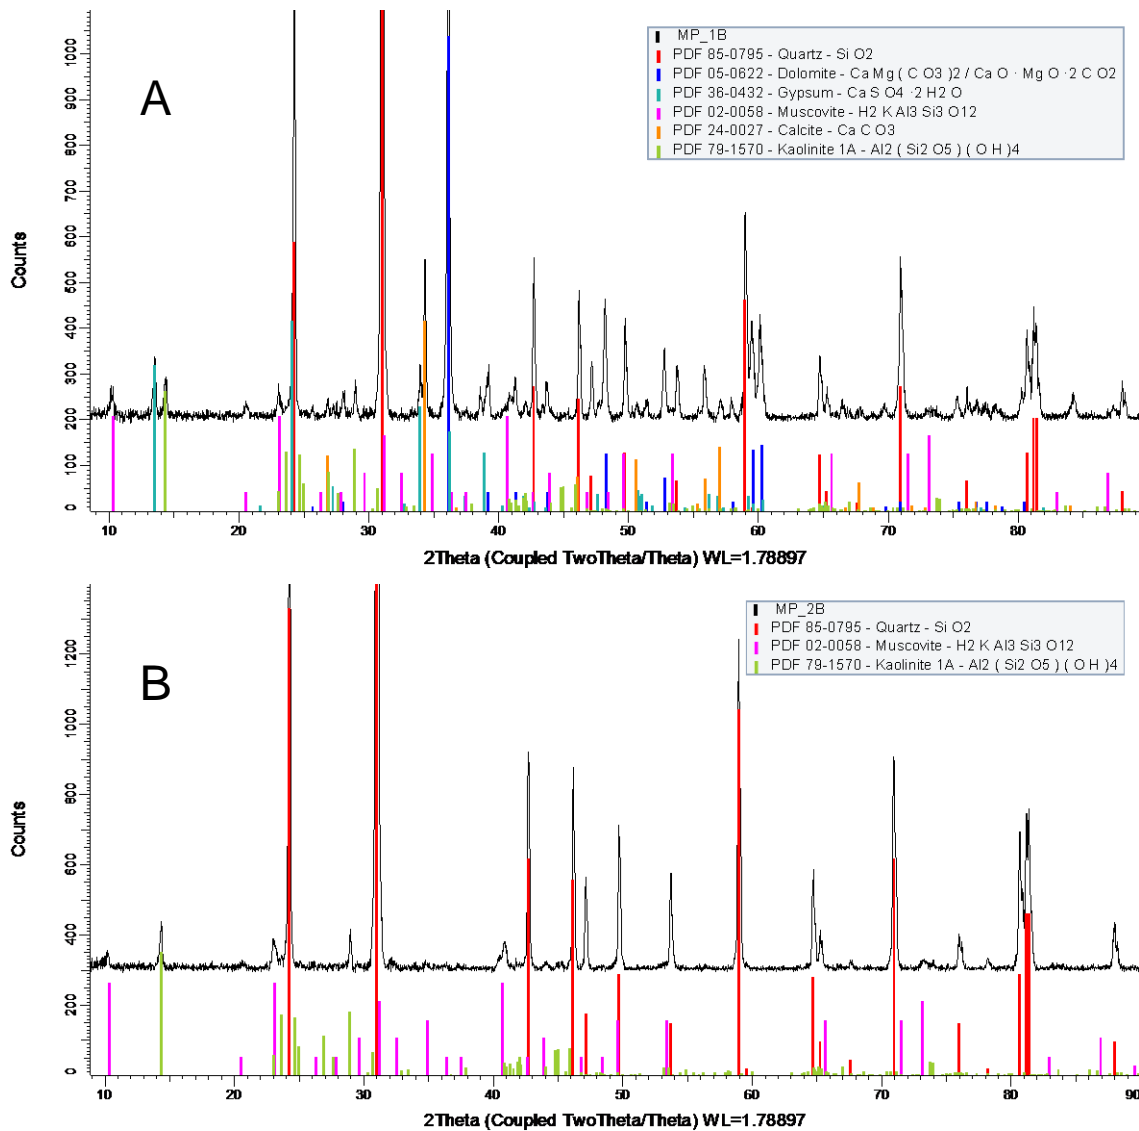 A
MP_1B
PDF 85-0795 - Quartz - Si O2
PDF 05-0622 - Dolomite - Ca Mg ( C O3 )2 / Ca O · Mg O ·2 C O2
PDF 36-0432 - Gypsum - Ca S O4 ·2 H2 O
PDF 02-0058 - Muscovite - H2 K Al3 Si3 O12
PDF 24-0027 - Calcite - Ca C O3
PDF 79-1570 - Kaolinite 1A - Al2 ( Si2 O5 ) ( O H )4
Counts
1000
900
800
700
600
500
400
300
200
100
0
10 20 30 40 50 60 70 80
2Theta (Coupled TwoTheta/Theta) WL=1.78897
B
MP_2B
PDF 85-0795 - Quartz - Si O2
PDF 02-0058 - Muscovite - H2 K Al3 Si3 O12
PDF 79-1570 - Kaolinite 1A - Al2 ( Si2 O5 ) ( O H )4
Counts
1200
1000
800
600
400
200
0
10 20 30 40 50 60 70 80 90
2Theta (Coupled TwoTheta/Theta) WL=1.78897